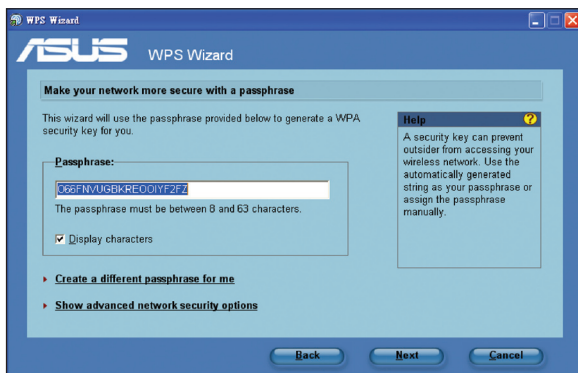 WPS Wizard
ASUS WPS Wizard
Make your network more secure with a passphrase
This wizard will use the passphrase provided below to generate a WPA
security key for you.
Passphrase:
O66FNVUGBKREOOIYF2FZ
The passphrase must be between 8 and 63 characters.
Display characters
Create a different passphrase for me
Show advanced network security options
Help
A security key can prevent
outsider from accessing your
wireless network. Use the
automatically generated
string as your passphrase or
assign the passphrase
manually.
Back Next Cancel